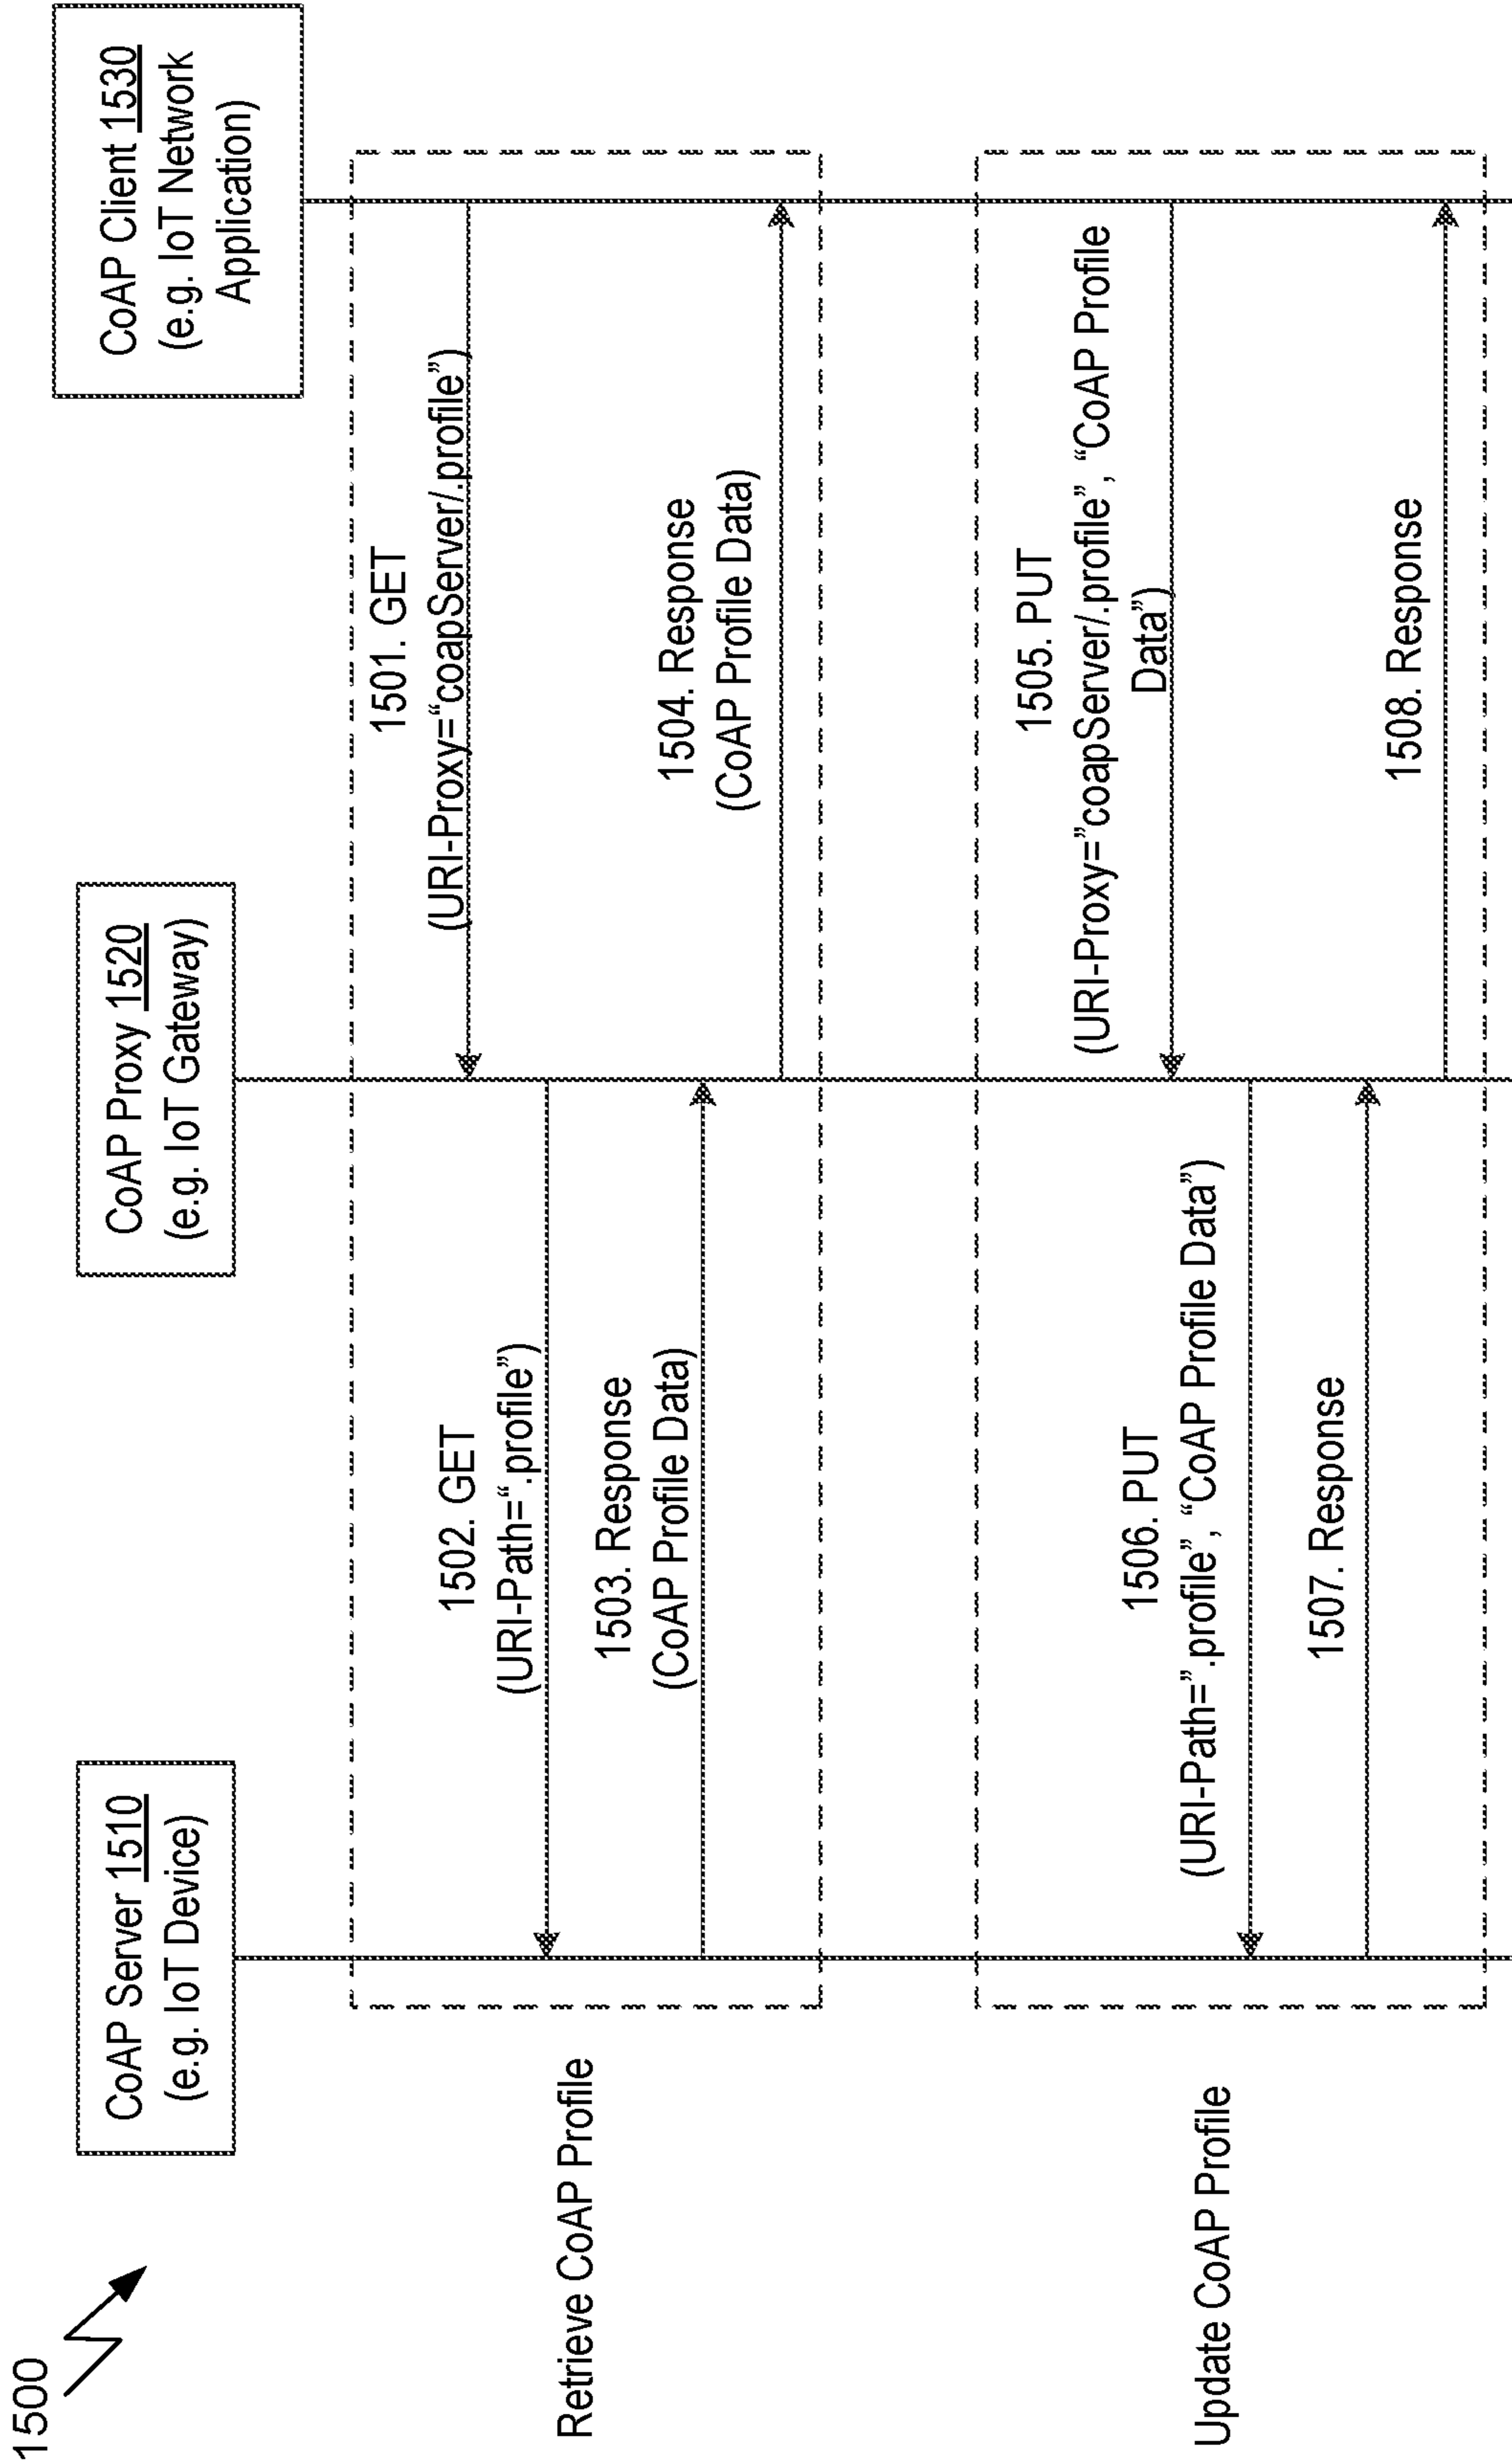 1500
CoAP Server 1510
(e.g. IoT Device)
CoAP Proxy 1520
(e.g. IoT Gateway)
CoAP Client 1530
(e.g. IoT Network
Application)
Retrieve CoAP Profile
1501. GET
(URI-Proxy=“coapServer/.profile”)
1502. GET
(URI-Path=“.profile”)
1503. Response
(CoAP Profile Data)
1504. Response
(CoAP Profile Data)
Update CoAP Profile
1505. PUT
(URI-Proxy=”coapServer/.profile”, “CoAP Profile
Data”)
1506. PUT
(URI-Path=”.profile”, “CoAP Profile Data”)
1507. Response
1508. Response